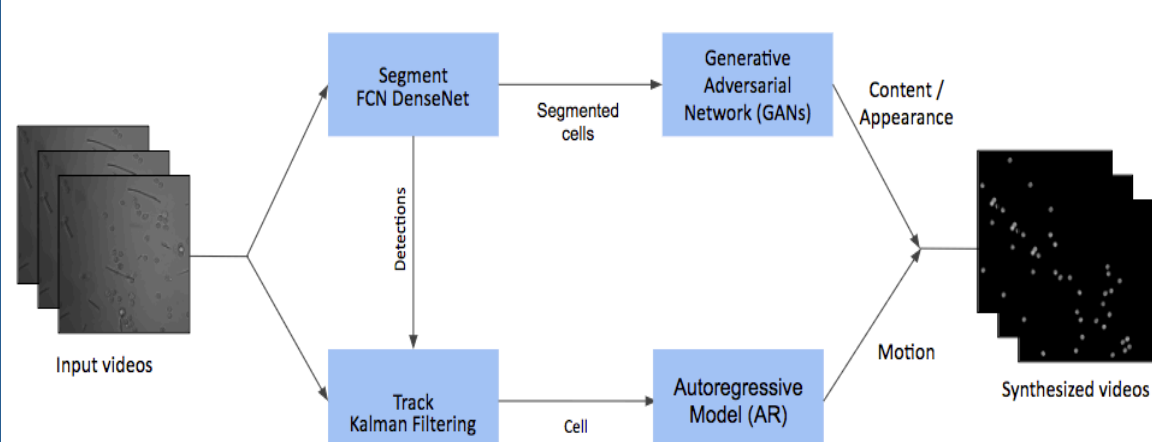 Segment
FCN DenseNet
Generative
Adversarial
Network (GANs)
Segmented
cells
Content /
Appearance
Detections
Input videos
Track
Kalman Filtering
Cell
Autoregressive
Model (AR)
Motion
Synthesized videos